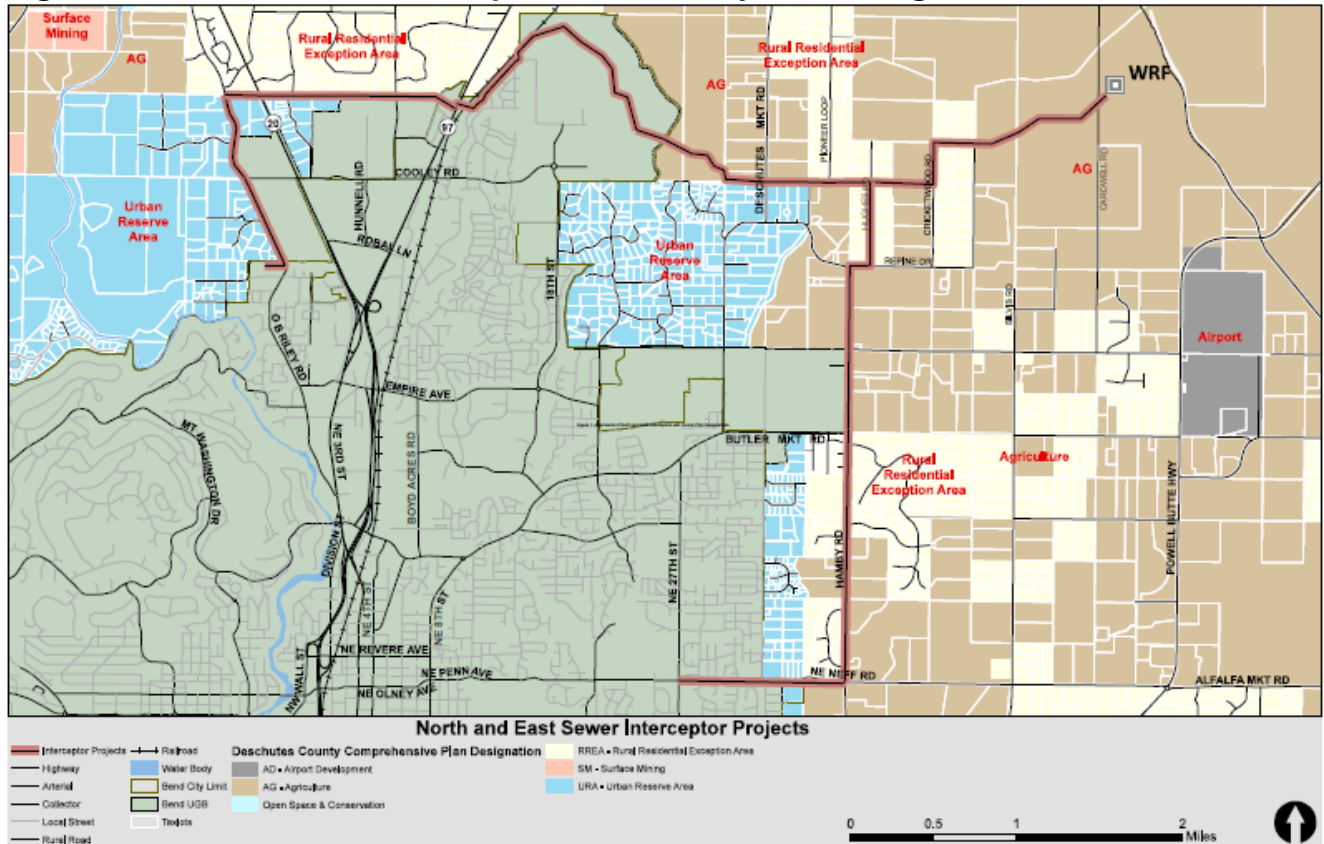 Surface
Mining
AG
Rural Residential
Exception Area
Rural Residential
Exception Area
AG
WRF
DESCHUTES MKT RD
PIONEER LOOP
20
97
HUNNELL RD
COOLEY RD
CRICKETWOOD RD
AG
CARDWELL RD
Urban
Reserve
Area
ROBAL LN
18TH ST
Urban
Reserve
Area
REPINE DR
O B RILEY RD
Airport
EMPIRE AVE
MT WASHINGTON DR
NE 3RD ST
BOYD ACRES RD
BUTLER MKT RD
Rural
Residential
Exception Area
Agriculture
DIVISION ST
NE 27TH ST
HAMBY RD
POWELL BUTTE HWY
NE 4TH ST
NE 8TH ST
NE REVERE AVE
NE PENN AVE
NE NEFF RD
NW WALL ST
NE OLNEY AVE
ALFALFA MKT RD
North and East Sewer Interceptor Projects
Interceptor Projects
Highway
Arterial
Collector
Local Street
Rural Road
Railroad
Water Body
Bend City Limit
Bend UGB
Taxlots
Deschutes County Comprehensive Plan Designation
AD - Airport Development
AG - Agriculture
Open Space & Conservation
RREA - Rural Residential Exception Area
SM - Surface Mining
URA - Urban Reserve Area
0 0.5 1 2
Miles